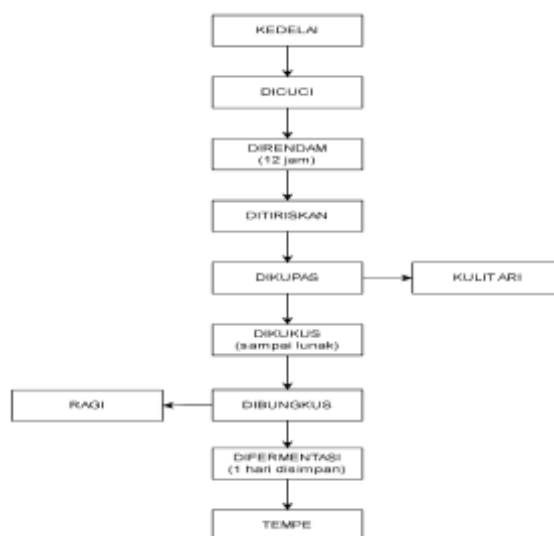 KEDELAI
DICUCI
DIRENDAM
(12 jam)
DITIRISKAN
DIKUPAS
KULIT ARI
DIKUKUS
(sampai lunak)
RAGI
DIBUNGKUS
DIFERMENTASI
(1 hari disimpan)
TEMPE